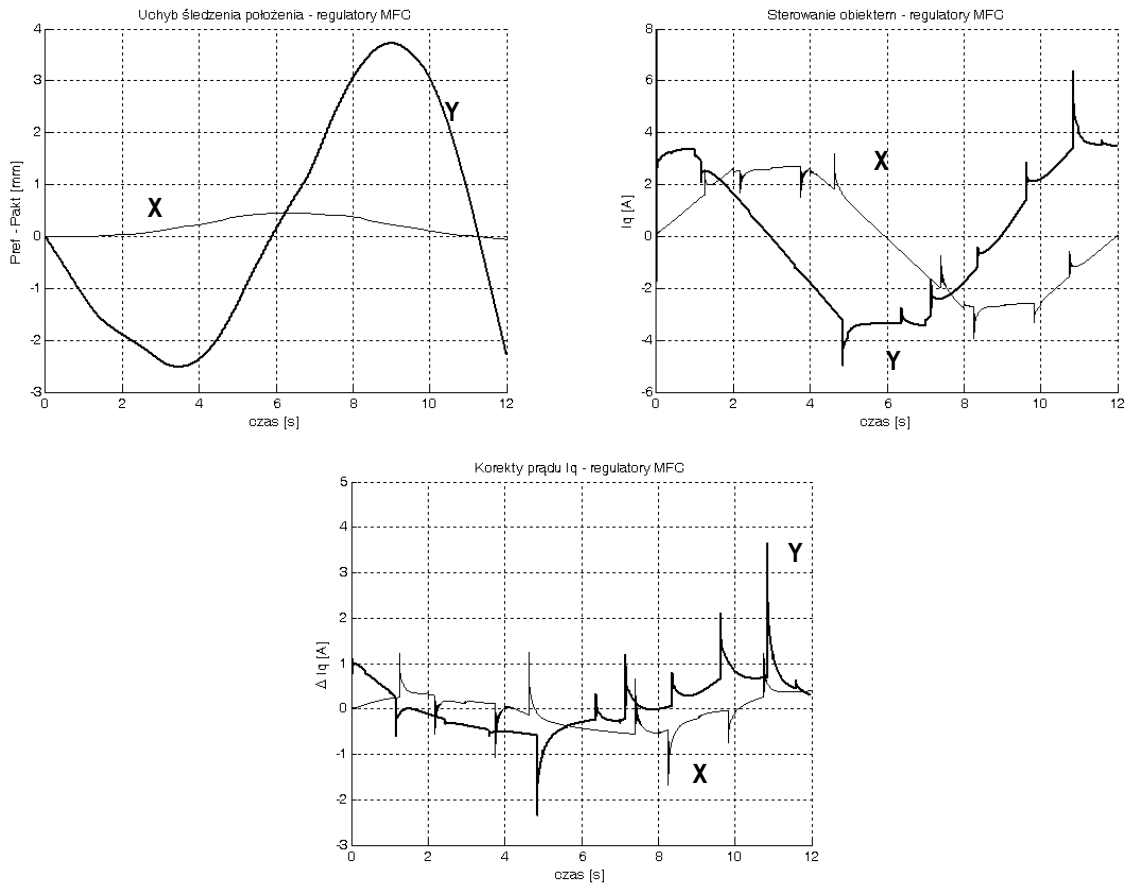 Uchyb śledzenia położenia - regulatory MFC
Pref - Pakt [mm]
4
3
2
1
0
-1
-2
-3
X
Y
0 2 4 6 8 10 12
czas [s]
Sterowanie obiektem - regulatory MFC
Iq [A]
8
6
4
2
0
-2
-4
-6
X
Y
0 2 4 6 8 10 12
czas [s]
Korekty prądu Iq - regulatory MFC
Δ Iq [A]
5
4
3
2
1
0
-1
-2
-3
Y
X
0 2 4 6 8 10 12
czas [s]